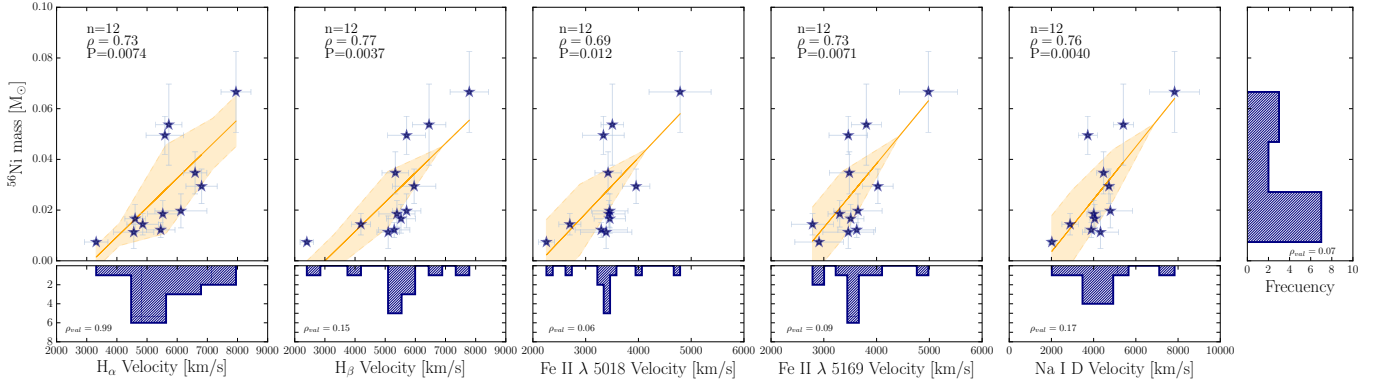 n=12
ρ = 0.73
P=0.0074
n=12
ρ = 0.77
P=0.0037
n=12
ρ = 0.69
P=0.012
n=12
ρ = 0.73
P=0.0071
n=12
ρ = 0.76
P=0.0040
⁵⁶Ni mass [M☉]
0.10
0.08
0.06
0.04
0.02
0.00
2
4
6
8
ρval = 0.99
ρval = 0.15
ρval = 0.06
ρval = 0.09
ρval = 0.17
ρval = 0.07
2000 3000 4000 5000 6000 7000 8000 9000
2000 3000 4000 5000 6000 7000 8000 9000
2000 3000 4000 5000 6000
2000 3000 4000 5000 6000
0 2000 4000 6000 8000 10000
0 2 4 6 8 10
Hα Velocity [km/s]
Hβ Velocity [km/s]
Fe II λ 5018 Velocity [km/s]
Fe II λ 5169 Velocity [km/s]
Na I D Velocity [km/s]
Frecuency